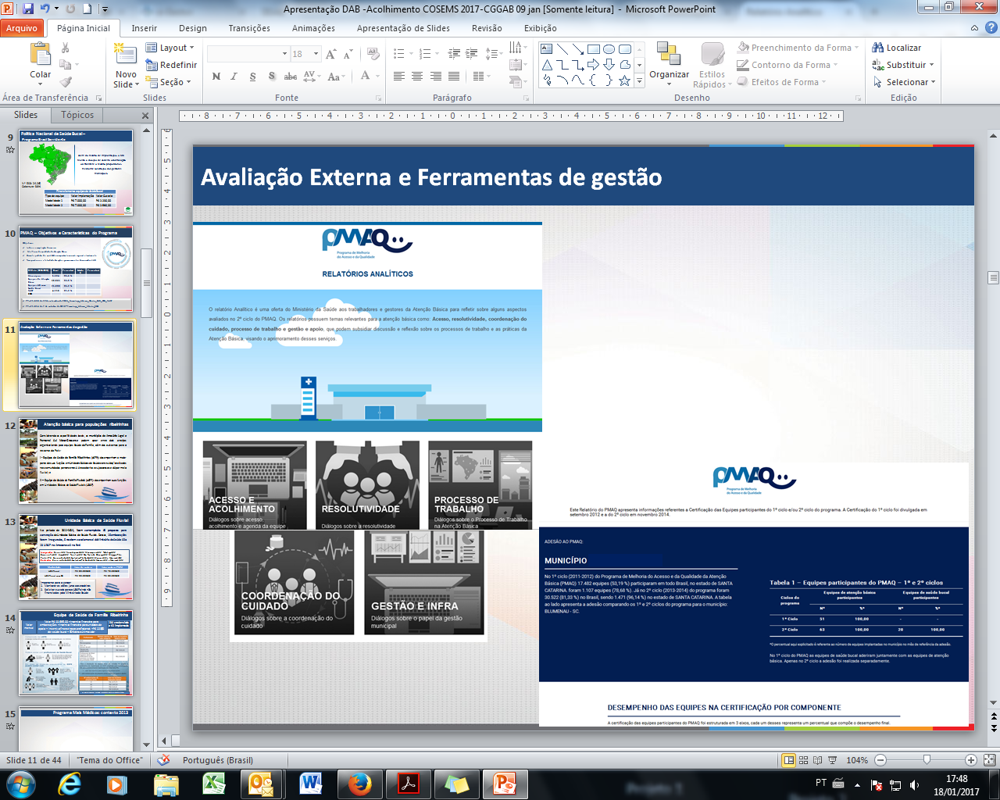 Apresentação DAB -Acolhimento COSEMS 2017-CGGAB 09 jan [Somente leitura] - Microsoft PowerPoint
Arquivo
Página Inicial
Inserir
Design
Transições
Animações
Apresentação de Slides
Revisão
Exibição
Colar
Novo Slide
Layout
Redefinir
Seção
18
Organizar
Estilos Rápidos
Preenchimento da Forma
Contorno da Forma
Efeitos de Forma
Localizar
Substituir
Selecionar
Área de Transferência
Slides
Fonte
Parágrafo
Desenho
Edição
Slides
Tópicos
9
Política Nacional de Saúde Bucal –
Programa Brasil Sorridente
10
PMAQ – Objetivos e Características do Programa
11
Avaliação Externa e Ferramentas de gestão
12
Atenção básica para populações ribeirinhas
13
Unidade Básica de Saúde Fluvial
14
Equipe de Saúde da Família Ribeirinha
15
Programa Mais Médicos: contexto 2013
Avaliação Externa e Ferramentas de gestão
PMAQ
Programa de Melhoria
do Acesso e da Qualidade
RELATÓRIOS ANALÍTICOS
O relatório Analítico é uma oferta do Ministério da Saúde aos trabalhadores e gestores da Atenção Básica para refletir sobre alguns aspectos
avaliados no 2º ciclo do PMAQ. Os relatórios possuem temas relevantes para a atenção básica como: Acesso, resolutividade, coordenação do
cuidado, processo de trabalho e gestão e apoio, que podem subsidiar discussão e reflexão sobre os processos de trabalho e as práticas da
Atenção Básica, visando o aprimoramento desses serviços.
ACESSO E
ACOLHIMENTO
Diálogos sobre acesso,
acolhimento e agenda da equipe
RESOLUTIVIDADE
Diálogos sobre a resolutividade
PROCESSO DE
TRABALHO
Diálogos sobre o Processo de Trabalho
na Atenção Básica
COORDENAÇÃO DO
CUIDADO
Diálogos sobre a coordenação do
cuidado
GESTÃO E INFRA
Diálogos sobre o papel da gestão
municipal
PMAQ
Programa de Melhoria
do Acesso e da Qualidade
Este Relatório do PMAQ apresenta informações referentes a Certificação das Equipes participantes do 1º ciclo e/ou 2º ciclo do programa. A Certificação do 1º ciclo foi divulgada em
setembro 2012 e a do 2º ciclo em novembro 2014.
ADESÃO AO PMAQ:
MUNICÍPIO
No 1º ciclo (2011-2012) do Programa de Melhoria do Acesso e da Qualidade da Atenção
Básica (PMAQ) 17.482 equipes (53,19 %) participaram em todo Brasil, no estado de SANTA
CATARINA. foram 1.107 equipes (78,68 %). Já no 2º ciclo (2013-2014) do programa foram
30.522 (81,33 %) no Brasil, sendo 1.471 (96,14 %) no estado de SANTA CATARINA. A tabela
ao lado apresenta a adesão comparando os 1º e 2º ciclos do programa para o município:
BLUMENAU - SC.
Tabela 1 – Equipes participantes do PMAQ – 1º e 2º ciclos
Ciclos do programa
Equipes de atenção básica participantes
Equipes de saúde bucal participantes
Nº %* Nº %*
1º Ciclo 51 100,00 - -
2º Ciclo 63 100,00 20 100,00
*O percentual aqui explicitado é referente ao número de equipes implantadas no município no mês de referência da adesão.
No 1º ciclo do PMAQ as equipes de saúde bucal aderiram juntamente com as equipes de atenção
básica. Apenas no 2º ciclo a adesão foi realizada separadamente.
DESEMPENHO DAS EQUIPES NA CERTIFICAÇÃO POR COMPONENTE
A certificação das equipes participantes do PMAQ foi estruturada em 3 eixos, cada um desses representa um percentual que compõe o desempenho final.
Slide 11 de 44
"Tema do Office"
Português (Brasil)
104%
PT
17:48
18/01/2017